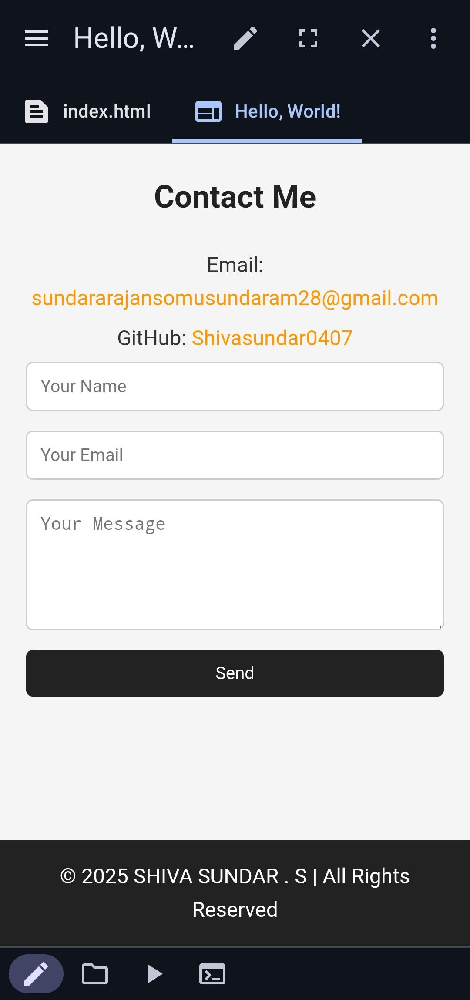 Hello, W...
index.html
Hello, World!
Contact Me
Email:
sundararajansomusundaram28@gmail.com
GitHub: Shivasundar0407
Your Name
Your Email
Your Message
Send
© 2025 SHIVA SUNDAR . S | All Rights
Reserved